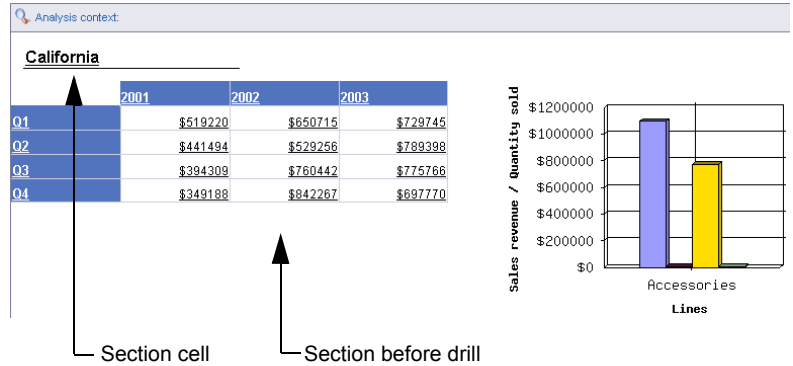 Analysis context:
California
2001 2002 2003
Q1 $519220 $650715 $729745
Q2 $441494 $529256 $789398
Q3 $394309 $760442 $775766
Q4 $349188 $842267 $697770
Sales revenue / Quantity sold
$1200000
$1000000
$800000
$600000
$400000
$200000
$0
Accessories
Lines
Section cell
Section before drill